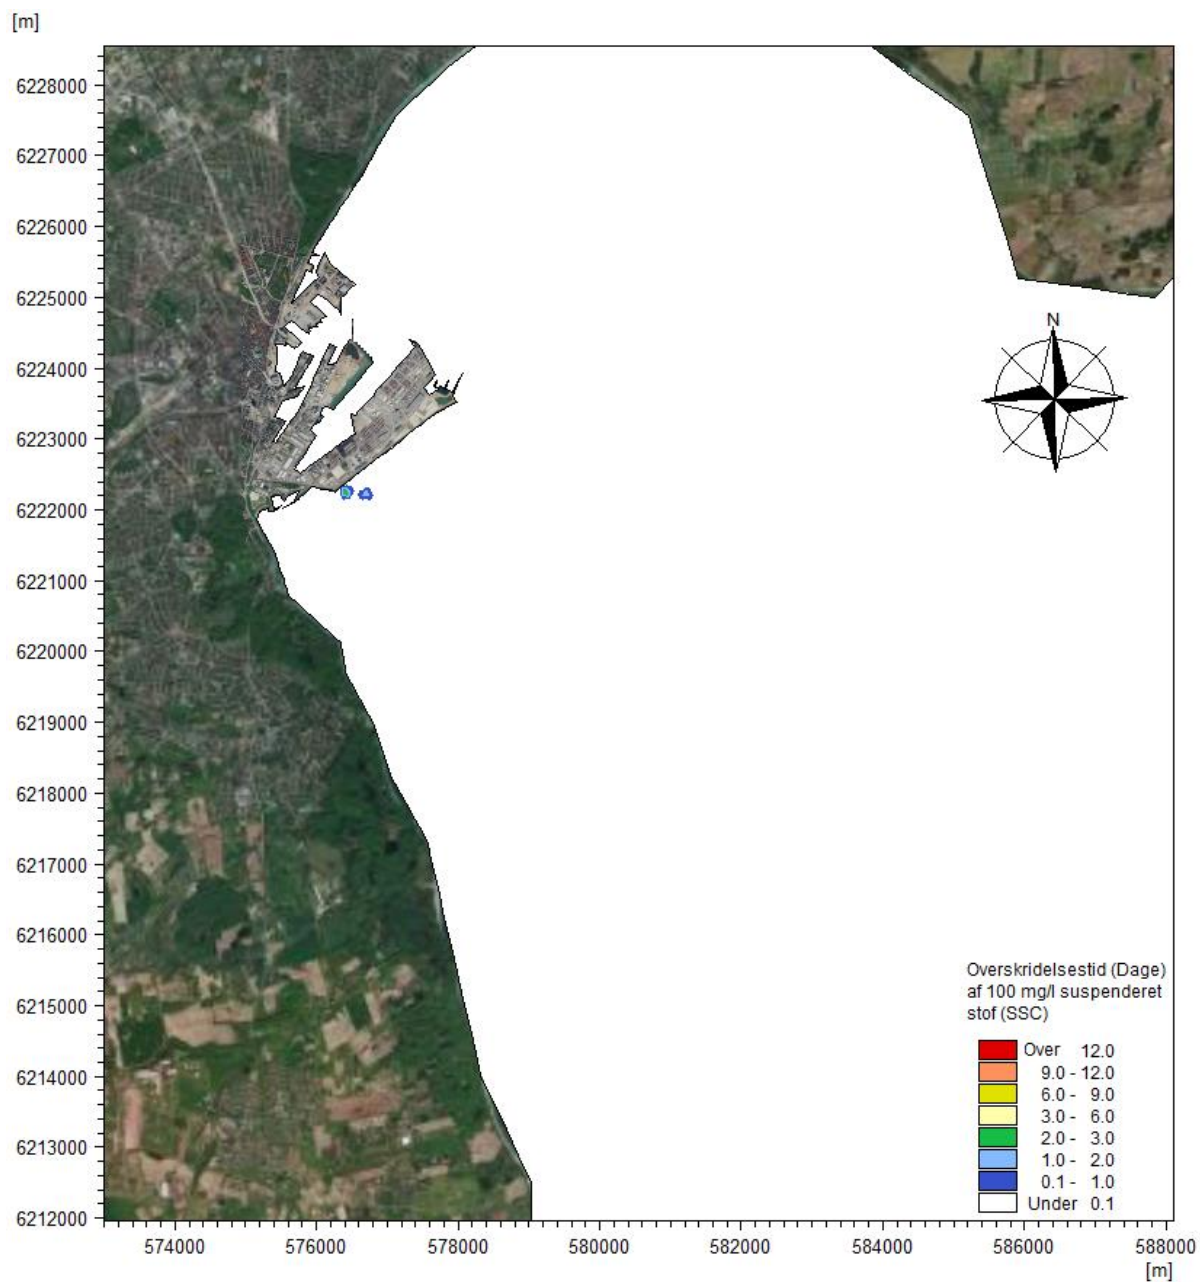 [m]
6228000
6227000
6226000
6225000
6224000
6223000
6222000
6221000
6220000
6219000
6218000
6217000
6216000
6215000
6214000
6213000
6212000
N
Overskridelsestid (Dage)
af 100 mg/l suspenderet
stof (SSC)
Over 12.0
9.0 - 12.0
6.0 - 9.0
3.0 - 6.0
2.0 - 3.0
1.0 - 2.0
0.1 - 1.0
Under 0.1
574000 576000 578000 580000 582000 584000 586000 588000
[m]